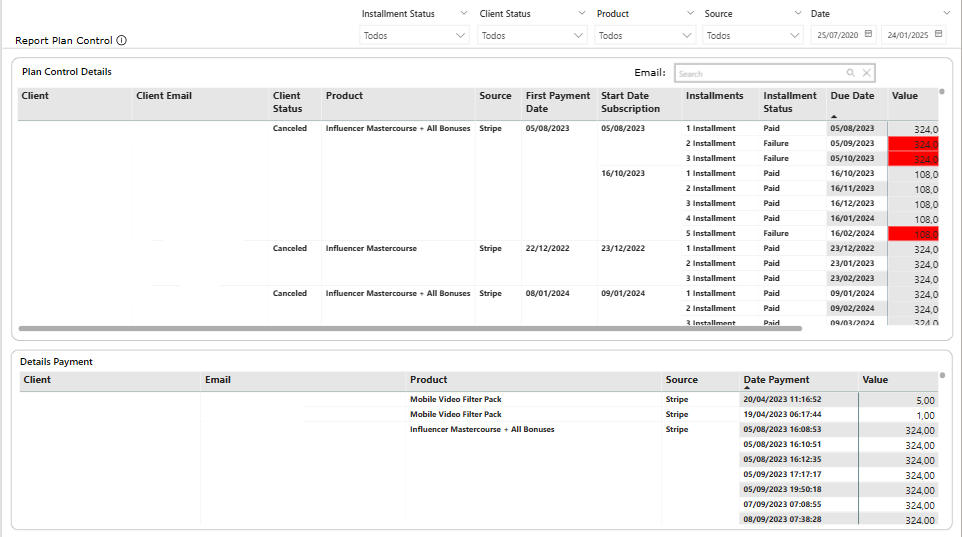 Installment Status Client Status Product Source Date
Todos Todos Todos Todos 25/07/2020 24/01/2025
Report Plan Control
Plan Control Details Email: Search
Client Client Email Client Status Product Source First Payment Date Start Date Subscription Installments Installment Status Due Date Value
Canceled Influencer Mastercourse + All Bonuses Stripe 05/08/2023 05/08/2023 1 Installment Paid 05/08/2023 324,0
2 Installment Failure 05/09/2023 324,0
3 Installment Failure 05/10/2023 324,0
16/10/2023 1 Installment Paid 16/10/2023 108,0
2 Installment Paid 16/11/2023 108,0
3 Installment Paid 16/12/2023 108,0
4 Installment Paid 16/01/2024 108,0
5 Installment Failure 16/02/2024 108,0
Canceled Influencer Mastercourse Stripe 22/12/2022 23/12/2022 1 Installment Paid 23/12/2022 324,0
2 Installment Paid 23/01/2023 324,0
3 Installment Paid 23/02/2023 324,0
Canceled Influencer Mastercourse + All Bonuses Stripe 08/01/2024 09/01/2024 1 Installment Paid 09/01/2024 324,0
2 Installment Paid 09/02/2024 324,0
3 Installment Paid 09/03/2024 324,0
Details Payment
Client Email Product Source Date Payment Value
Mobile Video Filter Pack Stripe 20/04/2023 11:16:52 5,00
Mobile Video Filter Pack Stripe 19/04/2023 06:17:44 1,00
Influencer Mastercourse + All Bonuses Stripe 05/08/2023 16:08:53 324,00
05/08/2023 16:10:51 324,00
05/08/2023 16:12:35 324,00
05/09/2023 17:17:17 324,00
05/09/2023 19:50:18 324,00
07/09/2023 07:08:55 324,00
08/09/2023 07:38:28 324,00